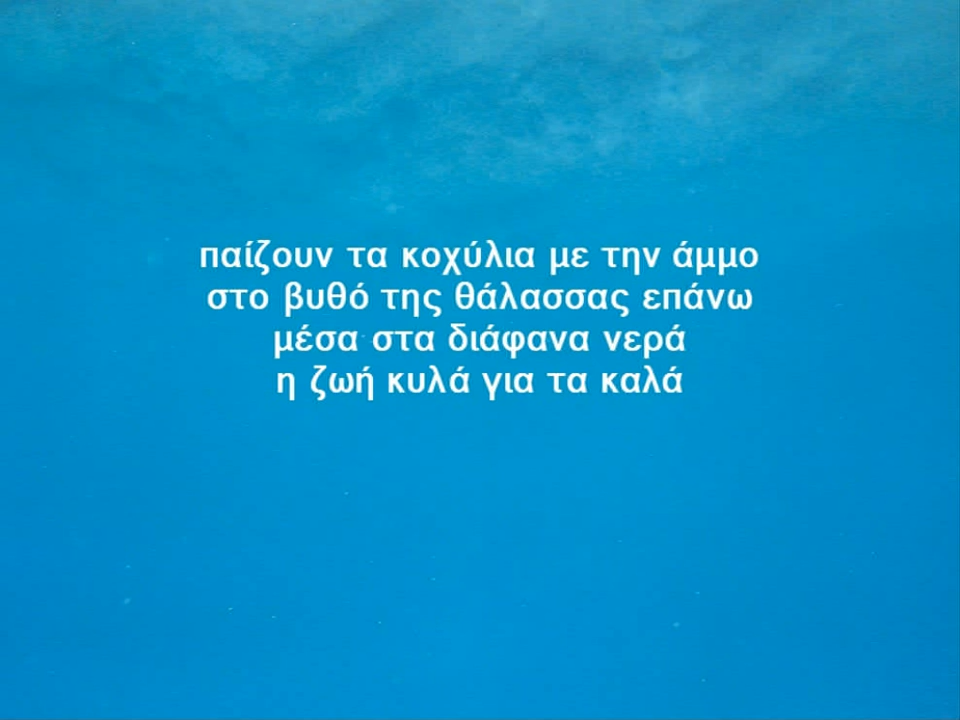 παίζουν τα κοχύλια με την άμμο
στο βυθό της θάλασσας επάνω
μέσα στα διάφανα νερά
η ζωή κυλά για τα καλά